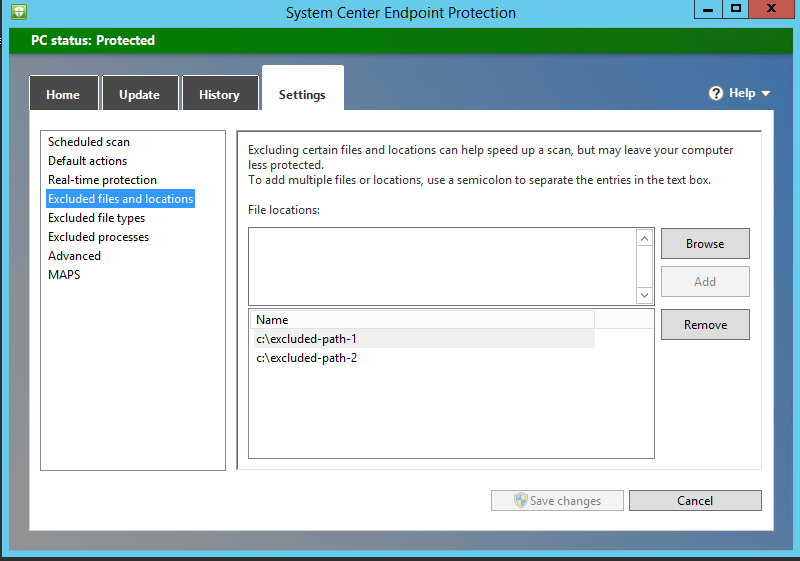 System Center Endpoint Protection
PC status: Protected
Home
Update
History
Settings
Help
Scheduled scan
Default actions
Real-time protection
Excluded files and locations
Excluded file types
Excluded processes
Advanced
MAPS
Excluding certain files and locations can help speed up a scan, but may leave your computer
less protected.
To add multiple files or locations, use a semicolon to separate the entries in the text box.
File locations:
Browse
Add
Name
c:\excluded-path-1
c:\excluded-path-2
Remove
Save changes
Cancel